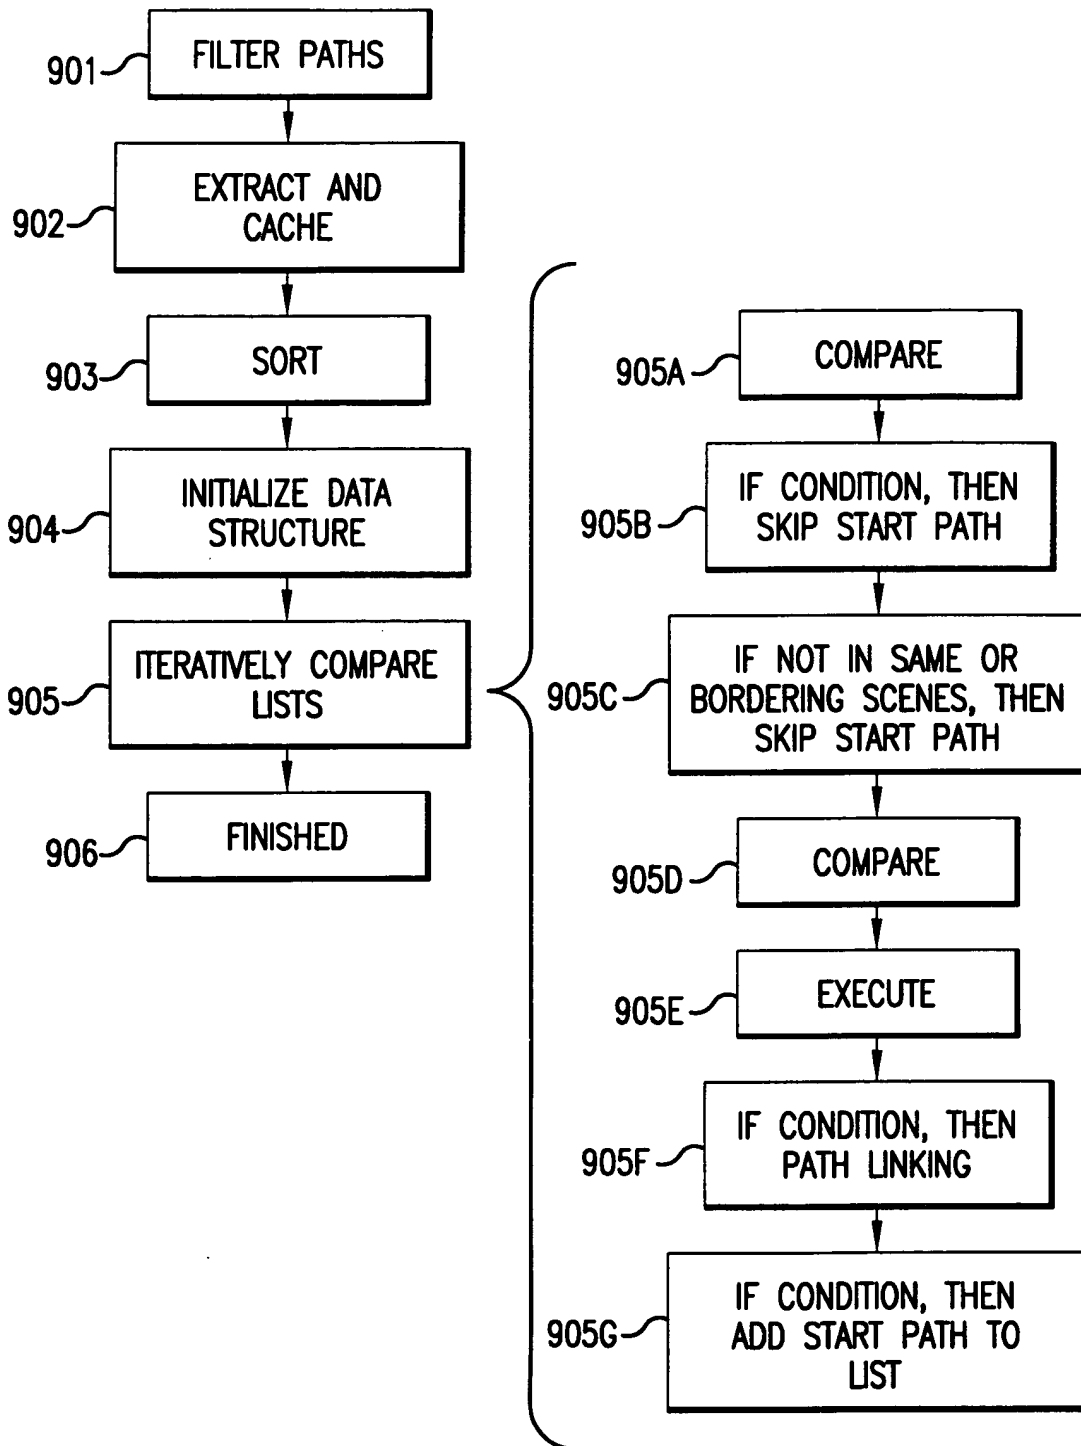 901
FILTER PATHS
902
EXTRACT AND
CACHE
903
SORT
904
INITIALIZE DATA
STRUCTURE
905
ITERATIVELY COMPARE
LISTS
906
FINISHED
905A
COMPARE
905B
IF CONDITION, THEN
SKIP START PATH
905C
IF NOT IN SAME OR
BORDERING SCENES, THEN
SKIP START PATH
905D
COMPARE
905E
EXECUTE
905F
IF CONDITION, THEN
PATH LINKING
905G
IF CONDITION, THEN
ADD START PATH TO
LIST